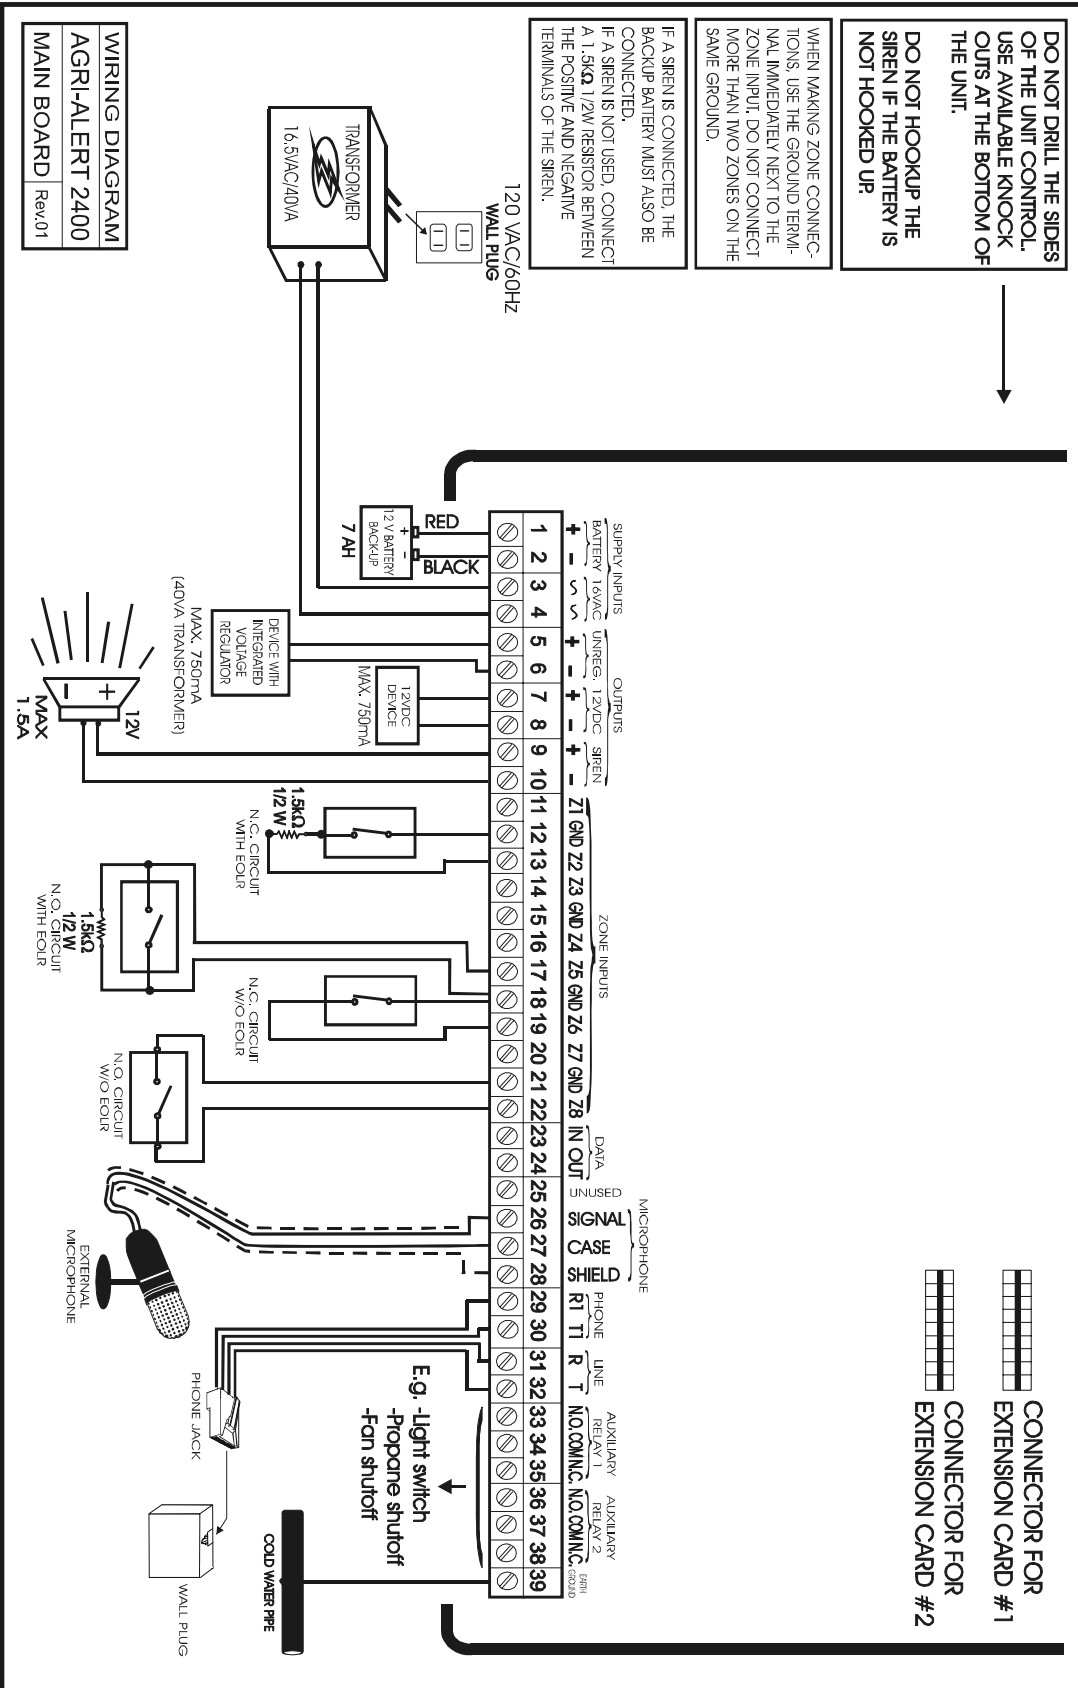 DO NOT DRILL THE SIDES
OF THE UNIT CONTROL.
USE AVAILABLE KNOCK
OUTS AT THE BOTTOM OF
THE UNIT.
DO NOT HOOKUP THE
SIREN IF THE BATTERY IS
NOT HOOKED UP.
WHEN MAKING ZONE CONNEC-
TIONS, USE THE GROUND TERMI-
NAL IMMEDIATELY NEXT TO THE
ZONE INPUT. DO NOT CONNECT
MORE THAN TWO ZONES ON THE
SAME GROUND.
IF A SIREN IS CONNECTED, THE
BACKUP BATTERY MUST ALSO BE
CONNECTED.
IF A SIREN IS NOT USED, CONNECT
A 1.5KΩ 1/2W RESISTOR BETWEEN
THE POSITIVE AND NEGATIVE
TERMINALS OF THE SIREN.
CONNECTOR FOR
EXTENSION CARD #1
CONNECTOR FOR
EXTENSION CARD #2
120 VAC/60Hz
WALL PLUG
TRANSFORMER
16.5VAC/40VA
WIRING DIAGRAM
AGRI-ALERT 2400
MAIN BOARD Rev.01
SUPPLY INPUTS
BATTERY 16VAC
OUTPUTS
UNREG. 12VDC SIREN
ZONE INPUTS
DATA
UNUSED
MICROPHONE
PHONE
LINE
AUXILIARY
RELAY 1
AUXILIARY
RELAY 2
EARTH
GROUND
+ - ~ ~ + - + - + - Z1 GND Z2 Z3 GND Z4 Z5 GND Z6 Z7 GND Z8 IN OUT SIGNAL CASE SHIELD R1 T1 R T N.O. COM N.C. N.O. COM N.C.
1 2 3 4 5 6 7 8 9 10 11 12 13 14 15 16 17 18 19 20 21 22 23 24 25 26 27 28 29 30 31 32 33 34 35 36 37 38 39
RED
BLACK
+ -
12 V BATTERY
BACK-UP
7 AH
DEVICE WITH
INTEGRATED
VOLTAGE
REGULATOR
MAX. 750mA
(40VA TRANSFORMER)
12VDC
DEVICE
MAX. 750mA
12V
+
-
MAX
1.5A
1.5KΩ
1/2 W
N.C. CIRCUIT
WITH EOLR
1.5KΩ
1/2 W
N.O. CIRCUIT
WITH EOLR
N.C. CIRCUIT
W/O EOLR
N.O. CIRCUIT
W/O EOLR
EXTERNAL
MICROPHONE
PHONE JACK
WALL PLUG
E.g. -Light switch
-Propane shutoff
-Fan shutoff
COLD WATER PIPE